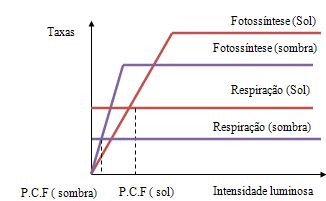 Fotossíntese (Sol)
Taxas
Fotossíntese (sombra)
Respiração (Sol)
Respiração (sombra)
P.C.F ( sombra)
P.C.F ( sol)
Intensidade luminosa